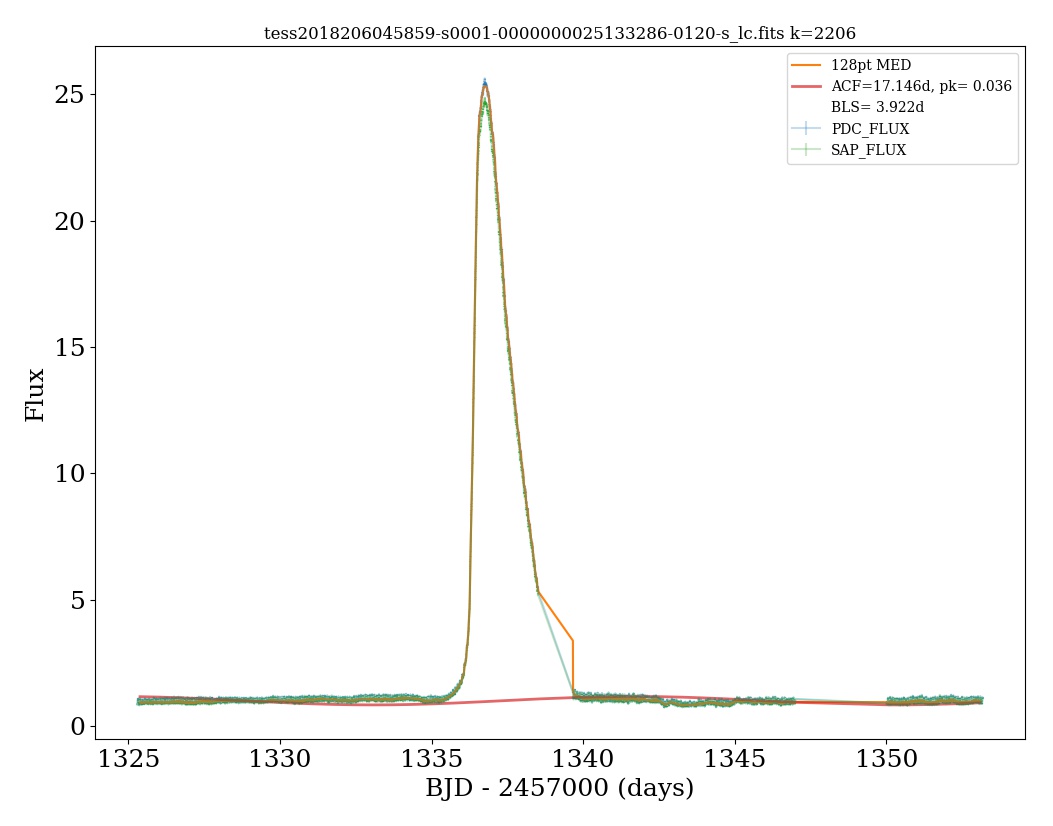 tess2018206045859-s0001-0000000025133286-0120-s_lc.fits k=2206
128pt MED
ACF=17.146d, pk= 0.036
BLS= 3.922d
PDC_FLUX
SAP_FLUX
25
20
15
10
5
0
Flux
1325 1330 1335 1340 1345 1350
BJD - 2457000 (days)